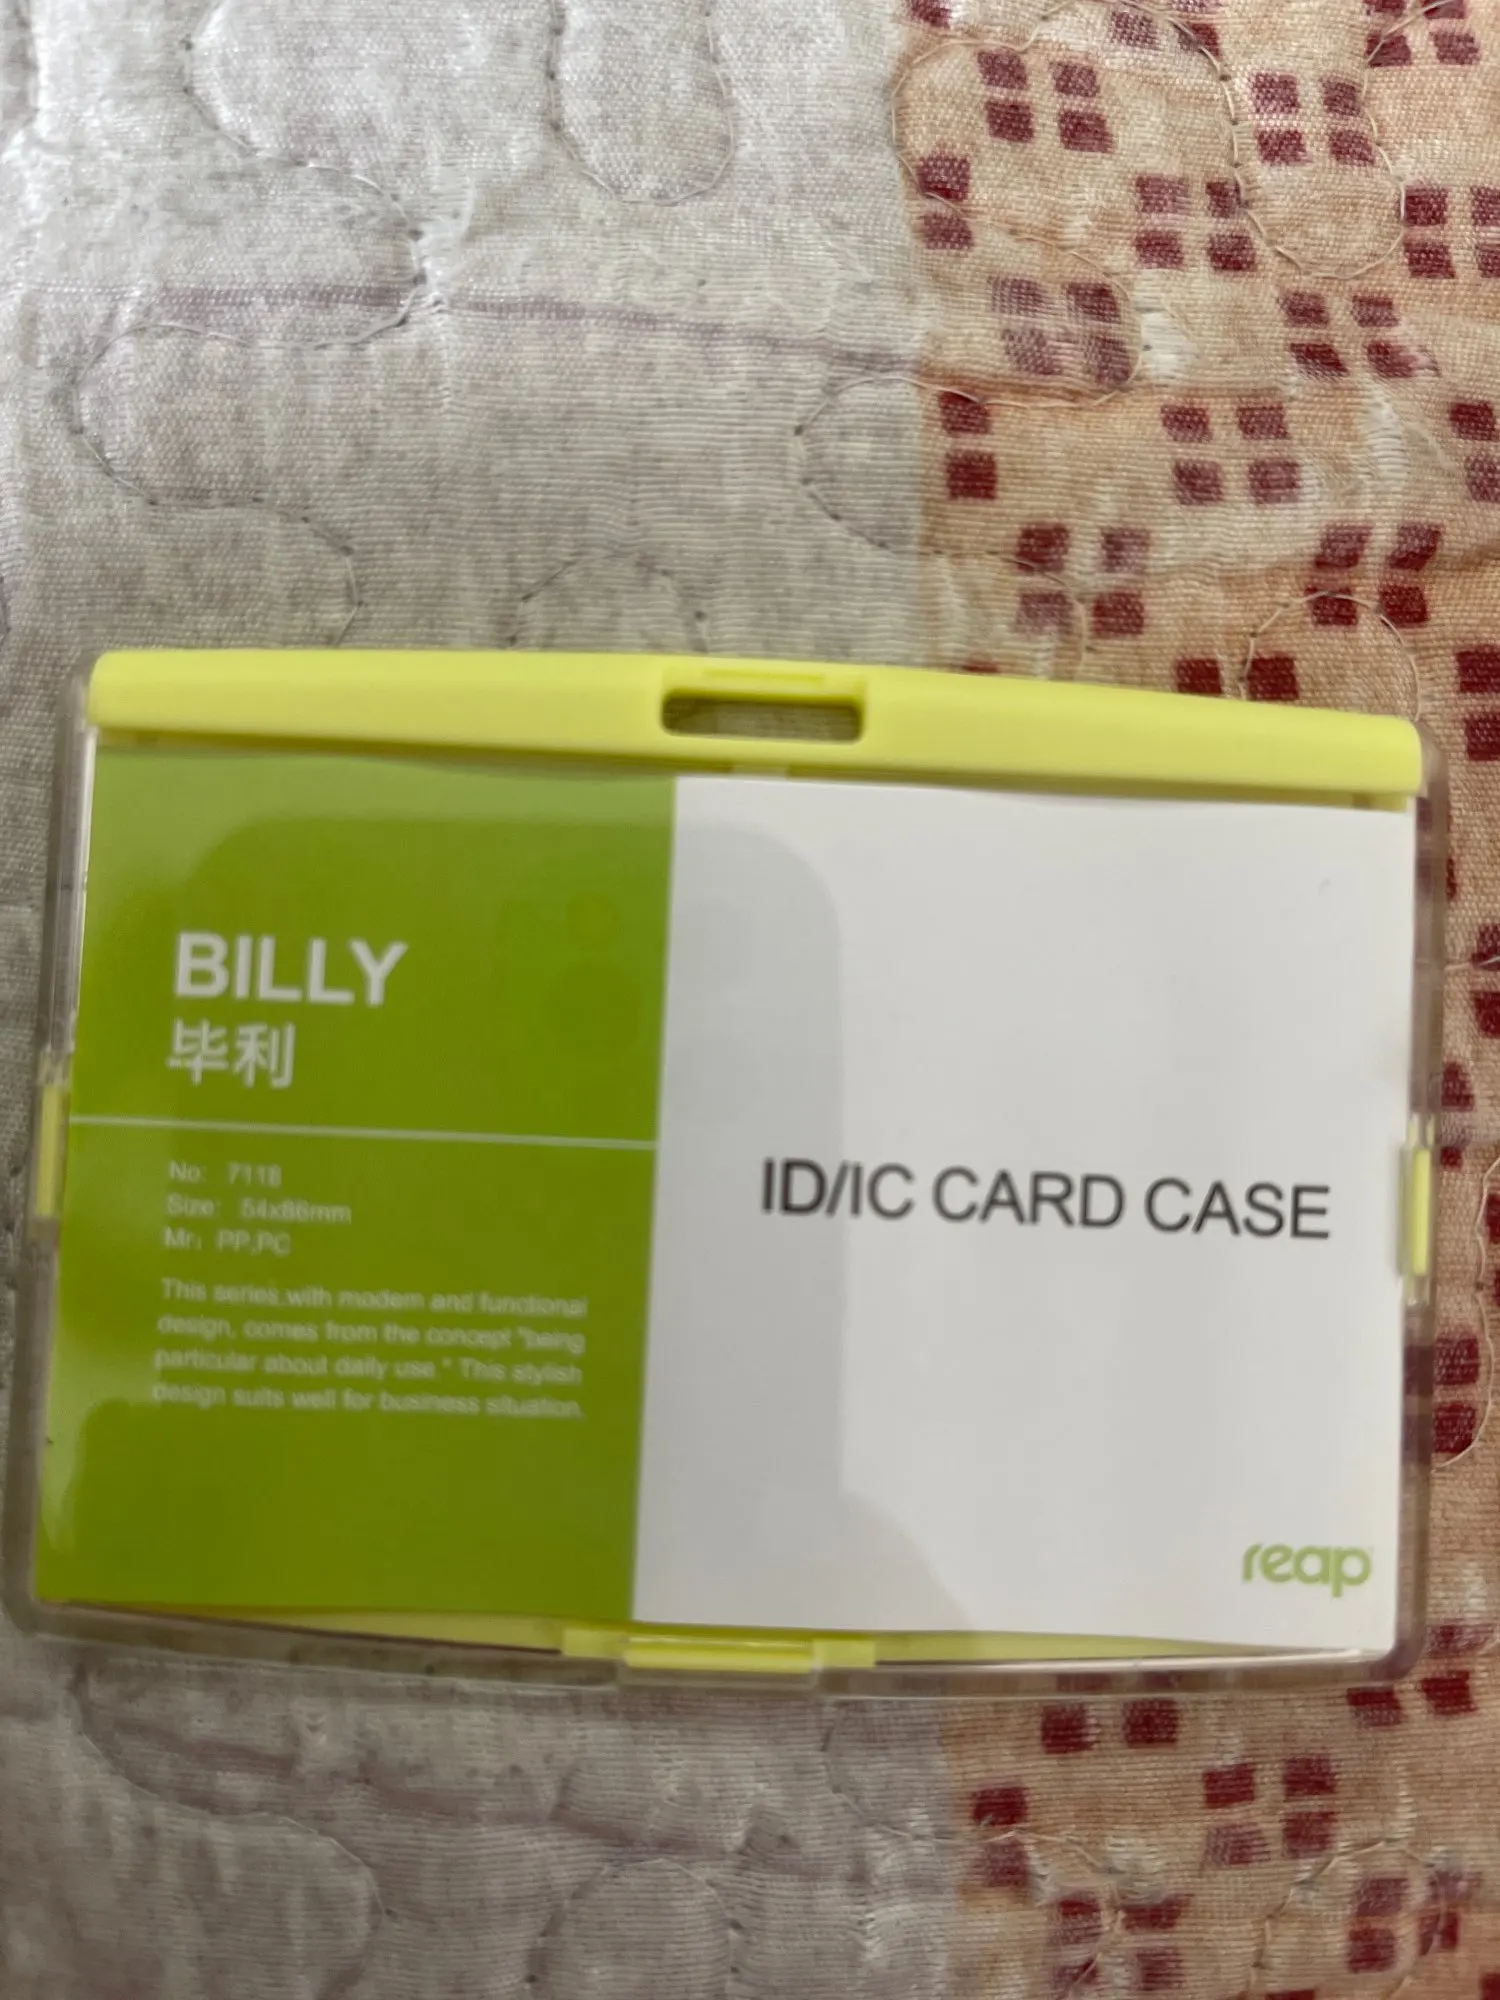 BILLY
毕利
No: 7118
Size: 54x86mm
Mr: PP,PC
This series,with modern and functional
design, comes from the concept "being
particular about daily use." This stylish
design suits well for business situation.
ID/IC CARD CASE
reap